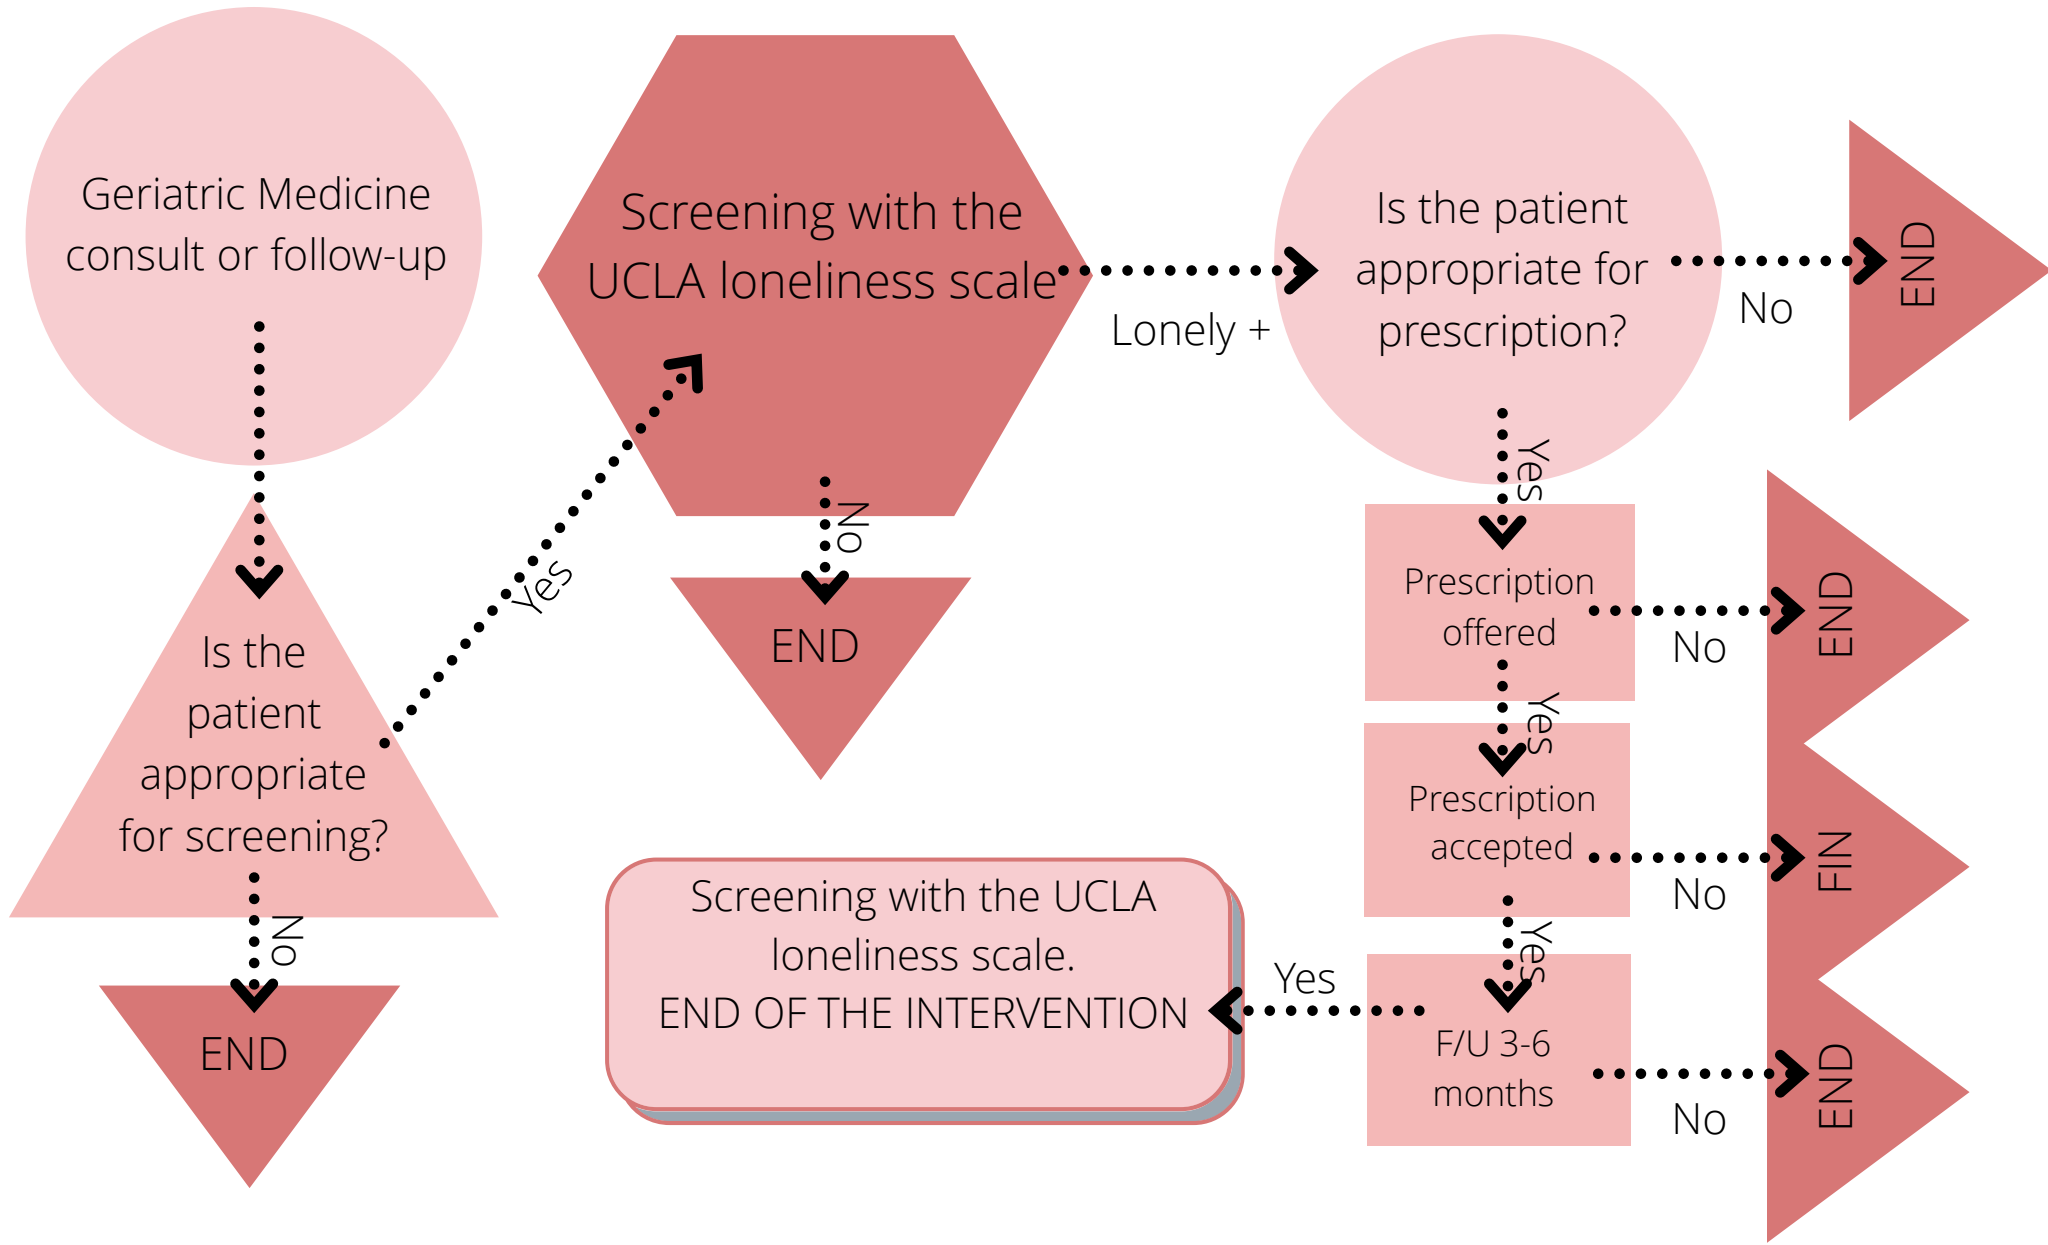 Geriatric Medicine
consult or follow-up
Is the
patient
appropriate
for screening?
No
END
Yes
Screening with the
UCLA loneliness scale
No
END
Lonely +
Is the patient
appropriate for
prescription?
No
END
Yes
Prescription
offered
No
END
Yes
Prescription
accepted
No
FIN
Yes
F/U 3-6
months
No
END
Yes
Screening with the UCLA
loneliness scale.
END OF THE INTERVENTION